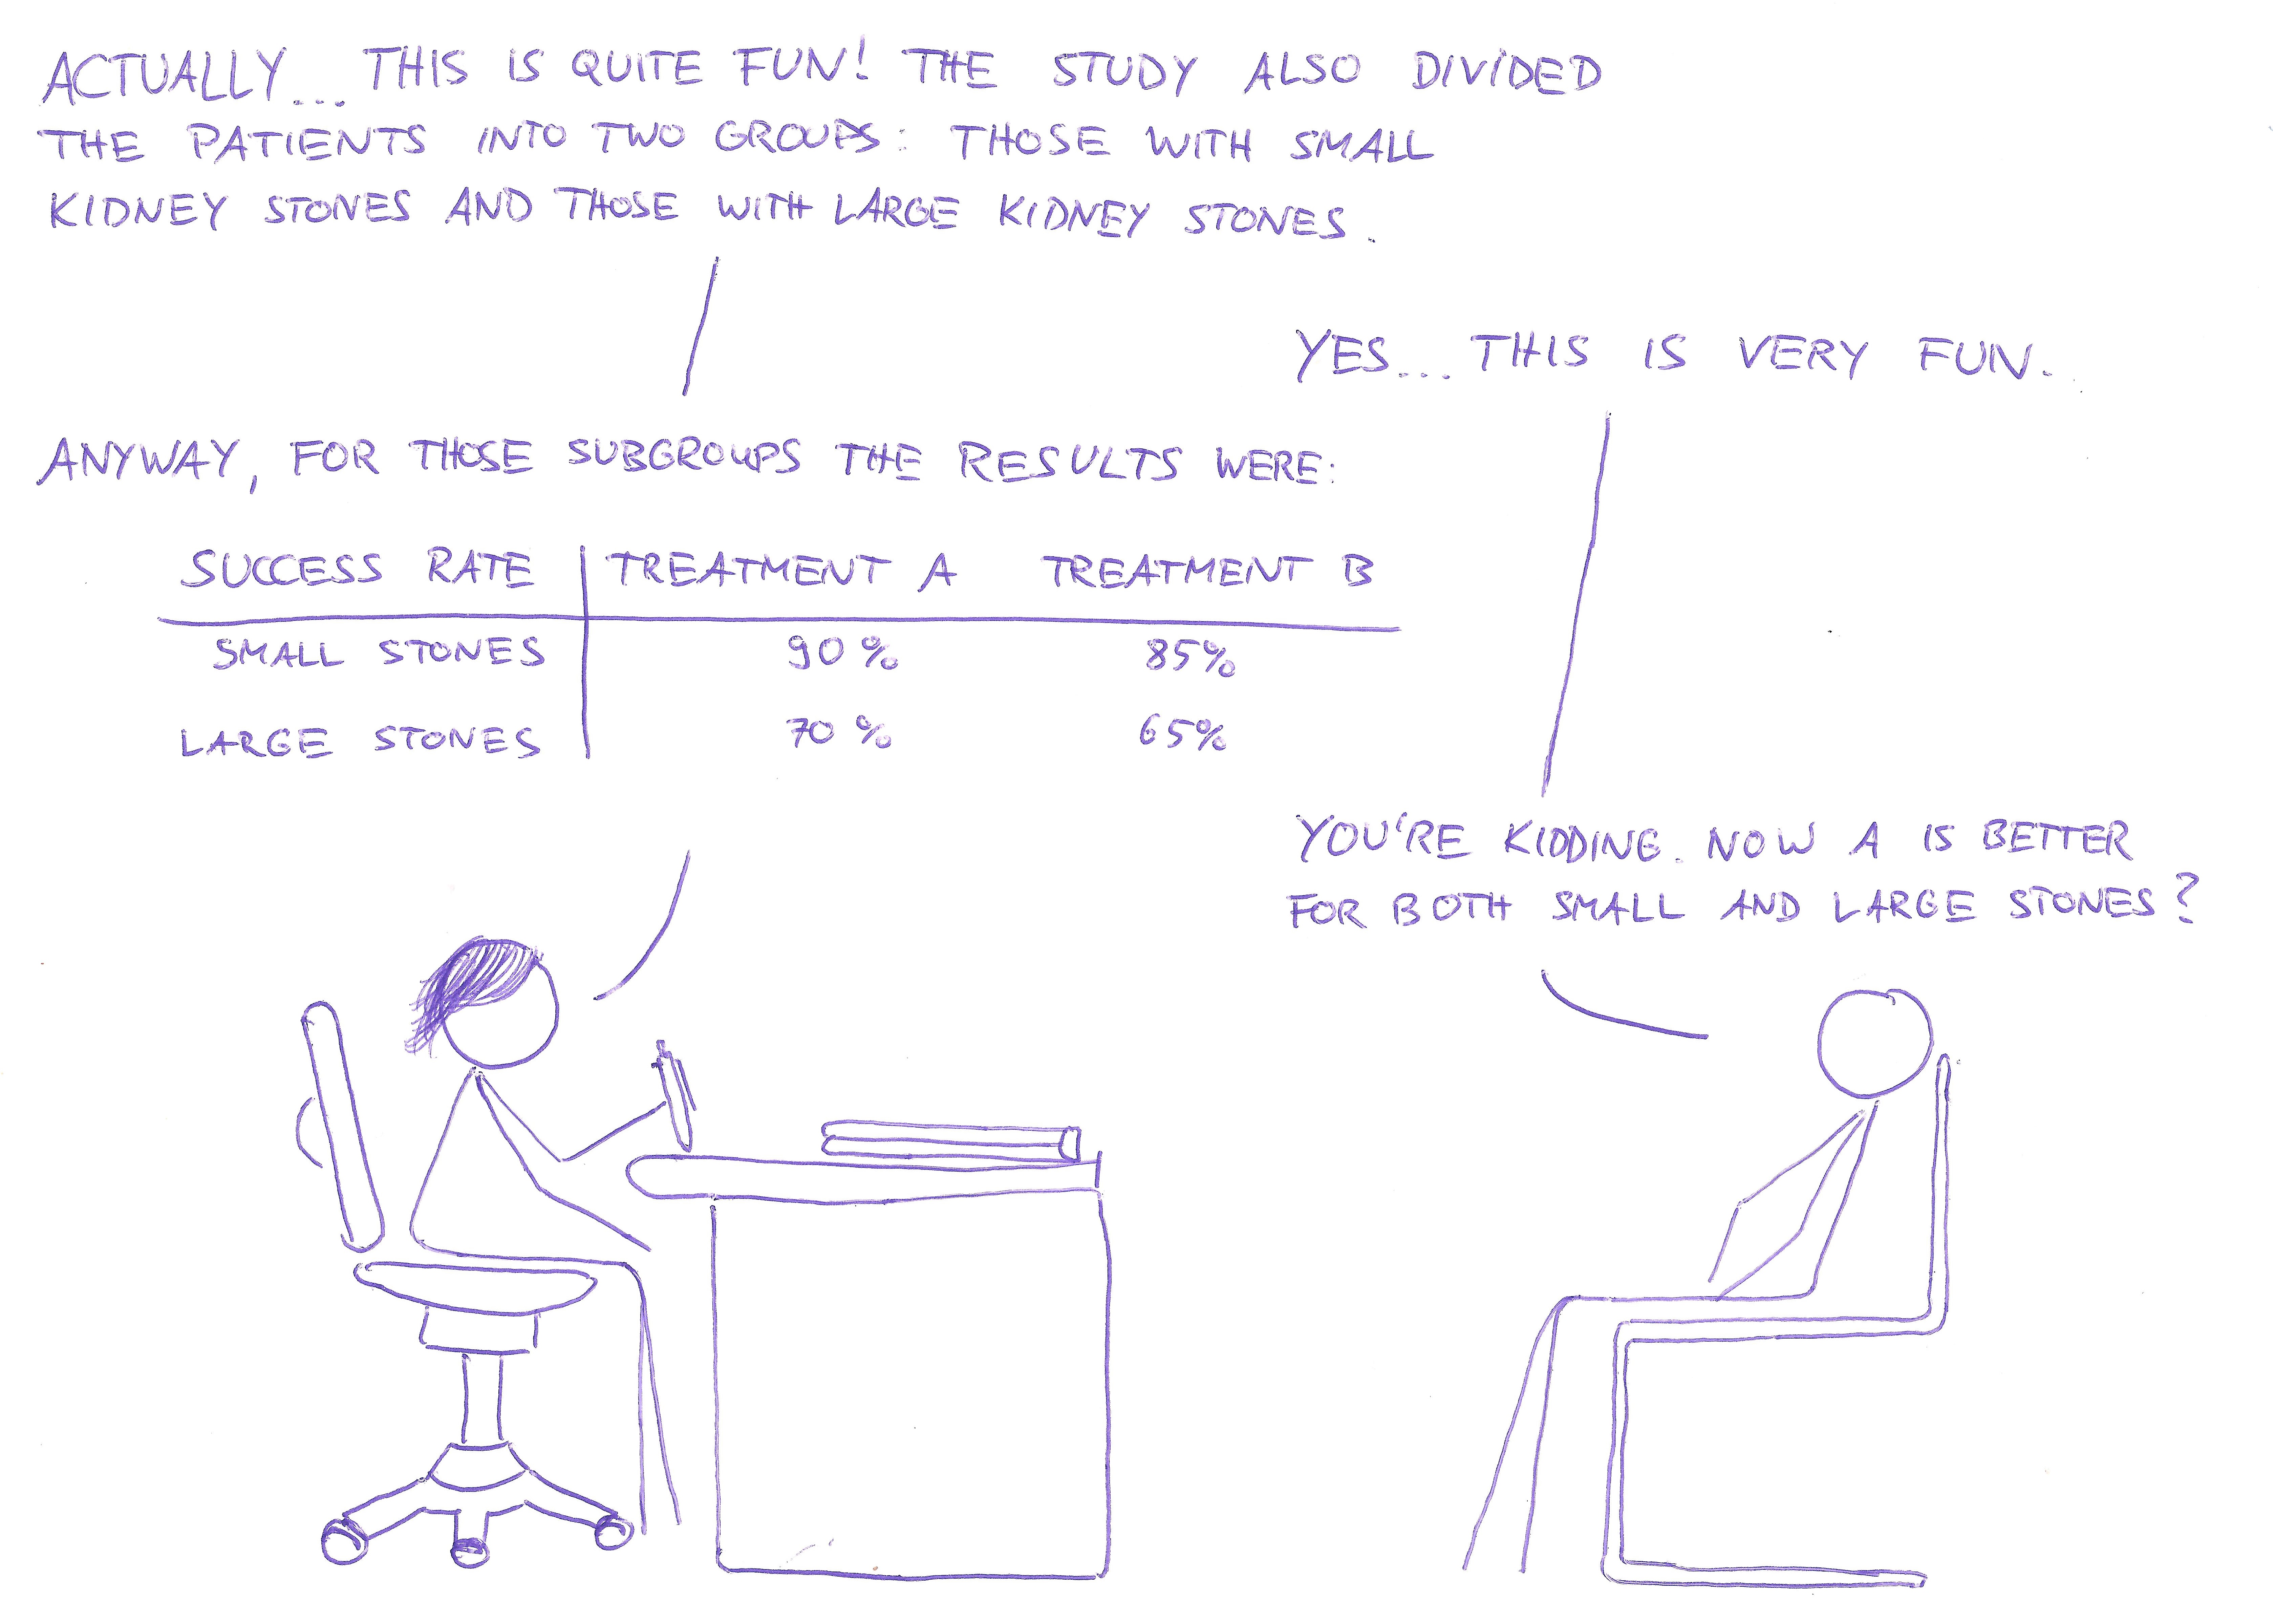 ACTUALLY... THIS IS QUITE FUN! THE STUDY ALSO DIVIDED
THE PATIENTS INTO TWO GROUPS: THOSE WITH SMALL
KIDNEY STONES AND THOSE WITH LARGE KIDNEY STONES.
YES... THIS IS VERY FUN.
ANYWAY, FOR THOSE SUBGROUPS THE RESULTS WERE:
SUCCESS RATE TREATMENT A TREATMENT B
SMALL STONES 90% 85%
LARGE STONES 70% 65%
YOU'RE KIDDING. NOW A IS BETTER
FOR BOTH SMALL AND LARGE STONES?